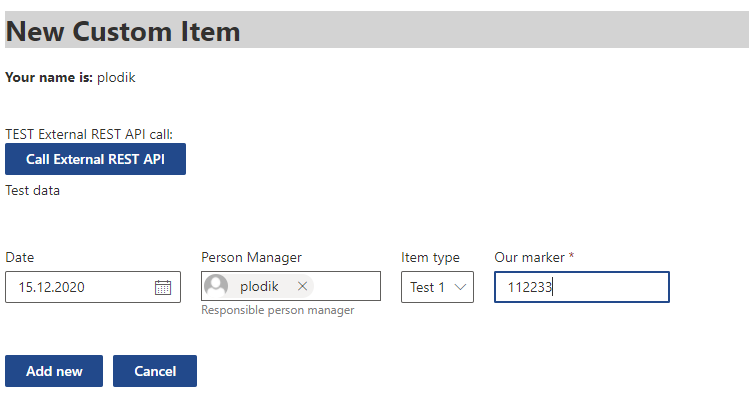 New Custom Item
Your name is: plodik
TEST External REST API call:
Call External REST API
Test data
Date Person Manager Item type Our marker *
15.12.2020 plodik Test 1 112233
Responsible person manager
Add new Cancel